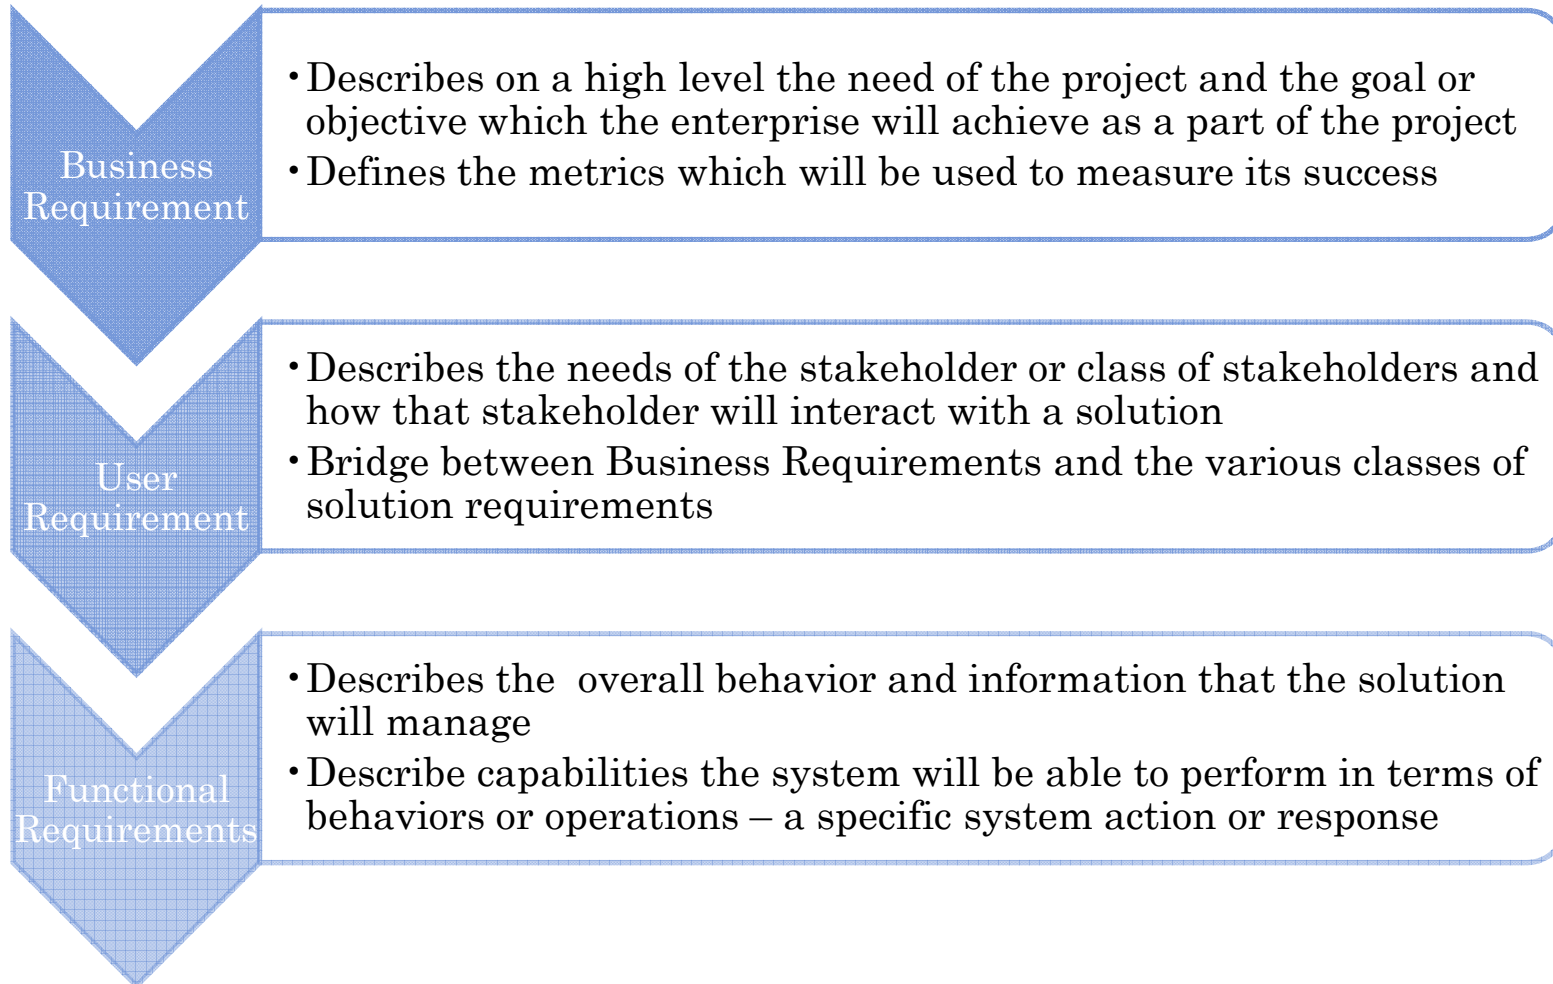 Business
Requirement
•Describes on a high level the need of the project and the goal or
objective which the enterprise will achieve as a part of the project
•Defines the metrics which will be used to measure its success
User
Requirement
•Describes the needs of the stakeholder or class of stakeholders and
how that stakeholder will interact with a solution
•Bridge between Business Requirements and the various classes of
solution requirements
Functional
Requirements
•Describes the  overall behavior and information that the solution
will manage
•Describe capabilities the system will be able to perform in terms of
behaviors or operations – a specific system action or response